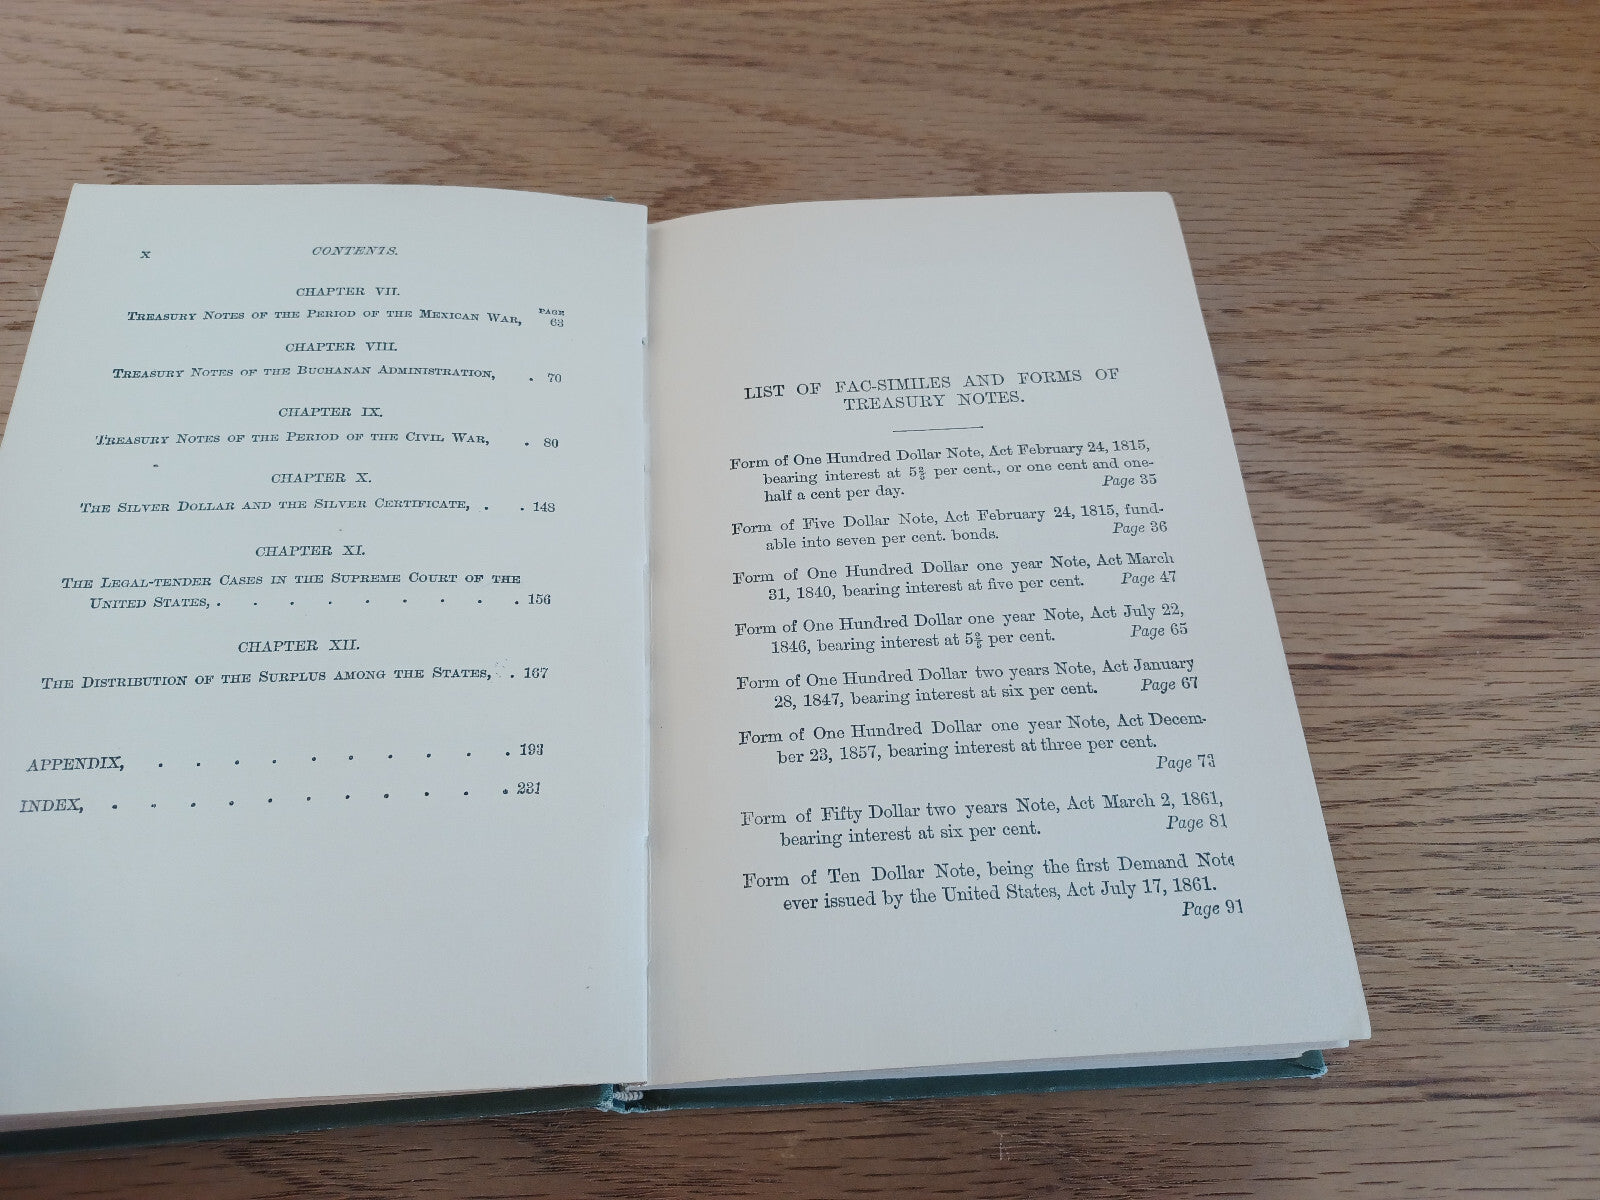 x CONTENTS.
CHAPTER VII.
PAGE
TREASURY NOTES OF THE PERIOD OF THE MEXICAN WAR, 63
CHAPTER VIII.
TREASURY NOTES OF THE BUCHANAN ADMINISTRATION, . 70
CHAPTER IX.
TREASURY NOTES OF THE PERIOD OF THE CIVIL WAR, . 80
CHAPTER X.
THE SILVER DOLLAR AND THE SILVER CERTIFICATE, . . 148
CHAPTER XI.
THE LEGAL-TENDER CASES IN THE SUPREME COURT OF THE
UNITED STATES, . . . . . . . . 156
CHAPTER XII.
THE DISTRIBUTION OF THE SURPLUS AMONG THE STATES, . 167
APPENDIX, . . . . . . . . . . 193
INDEX, . . . . . . . . . . . 231
LIST OF FAC-SIMILES AND FORMS OF
TREASURY NOTES.
Form of One Hundred Dollar Note, Act February 24, 1815,
bearing interest at 5⅖ per cent., or one cent and one-
half a cent per day. Page 35
Form of Five Dollar Note, Act February 24, 1815, fund-
able into seven per cent. bonds. Page 36
Form of One Hundred Dollar one year Note, Act March
31, 1840, bearing interest at five per cent. Page 47
Form of One Hundred Dollar one year Note, Act July 22,
1846, bearing interest at 5⅖ per cent. Page 65
Form of One Hundred Dollar two years Note, Act January
28, 1847, bearing interest at six per cent. Page 67
Form of One Hundred Dollar one year Note, Act Decem-
ber 23, 1857, bearing interest at three per cent.
Page 73
Form of Fifty Dollar two years Note, Act March 2, 1861,
bearing interest at six per cent. Page 81
Form of Ten Dollar Note, being the first Demand Note
ever issued by the United States, Act July 17, 1861.
Page 91